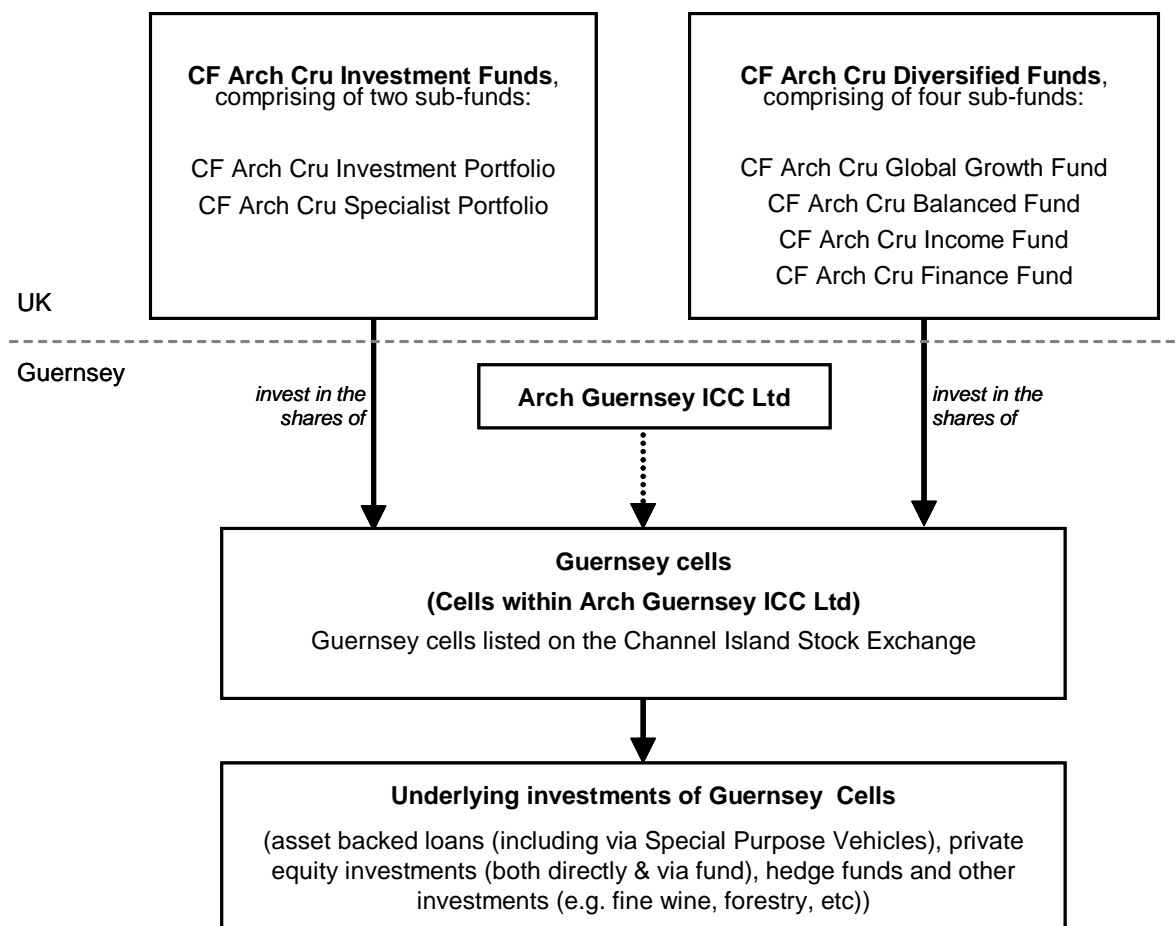 CF Arch Cru Investment Funds,
comprising of two sub-funds:
CF Arch Cru Investment Portfolio
CF Arch Cru Specialist Portfolio
CF Arch Cru Diversified Funds,
comprising of four sub-funds:
CF Arch Cru Global Growth Fund
CF Arch Cru Balanced Fund
CF Arch Cru Income Fund
CF Arch Cru Finance Fund
UK
Guernsey
invest in the
shares of
Arch Guernsey ICC Ltd
invest in the
shares of
Guernsey cells
(Cells within Arch Guernsey ICC Ltd)
Guernsey cells listed on the Channel Island Stock Exchange
Underlying investments of Guernsey Cells
(asset backed loans (including via Special Purpose Vehicles), private
equity investments (both directly & via fund), hedge funds and other
investments (e.g. fine wine, forestry, etc))